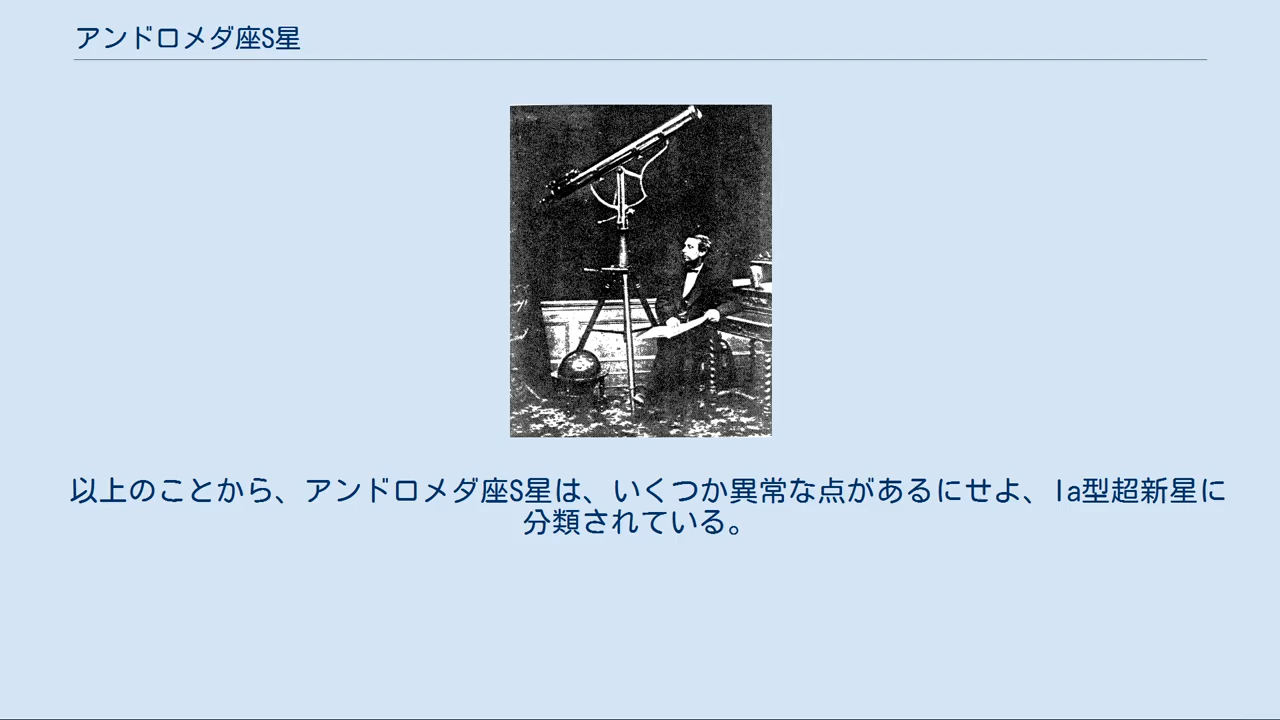 アンドロメダ座S星
以上のことから、アンドロメダ座S星は、いくつか異常な点があるにせよ、Ia型超新星に
分類されている。